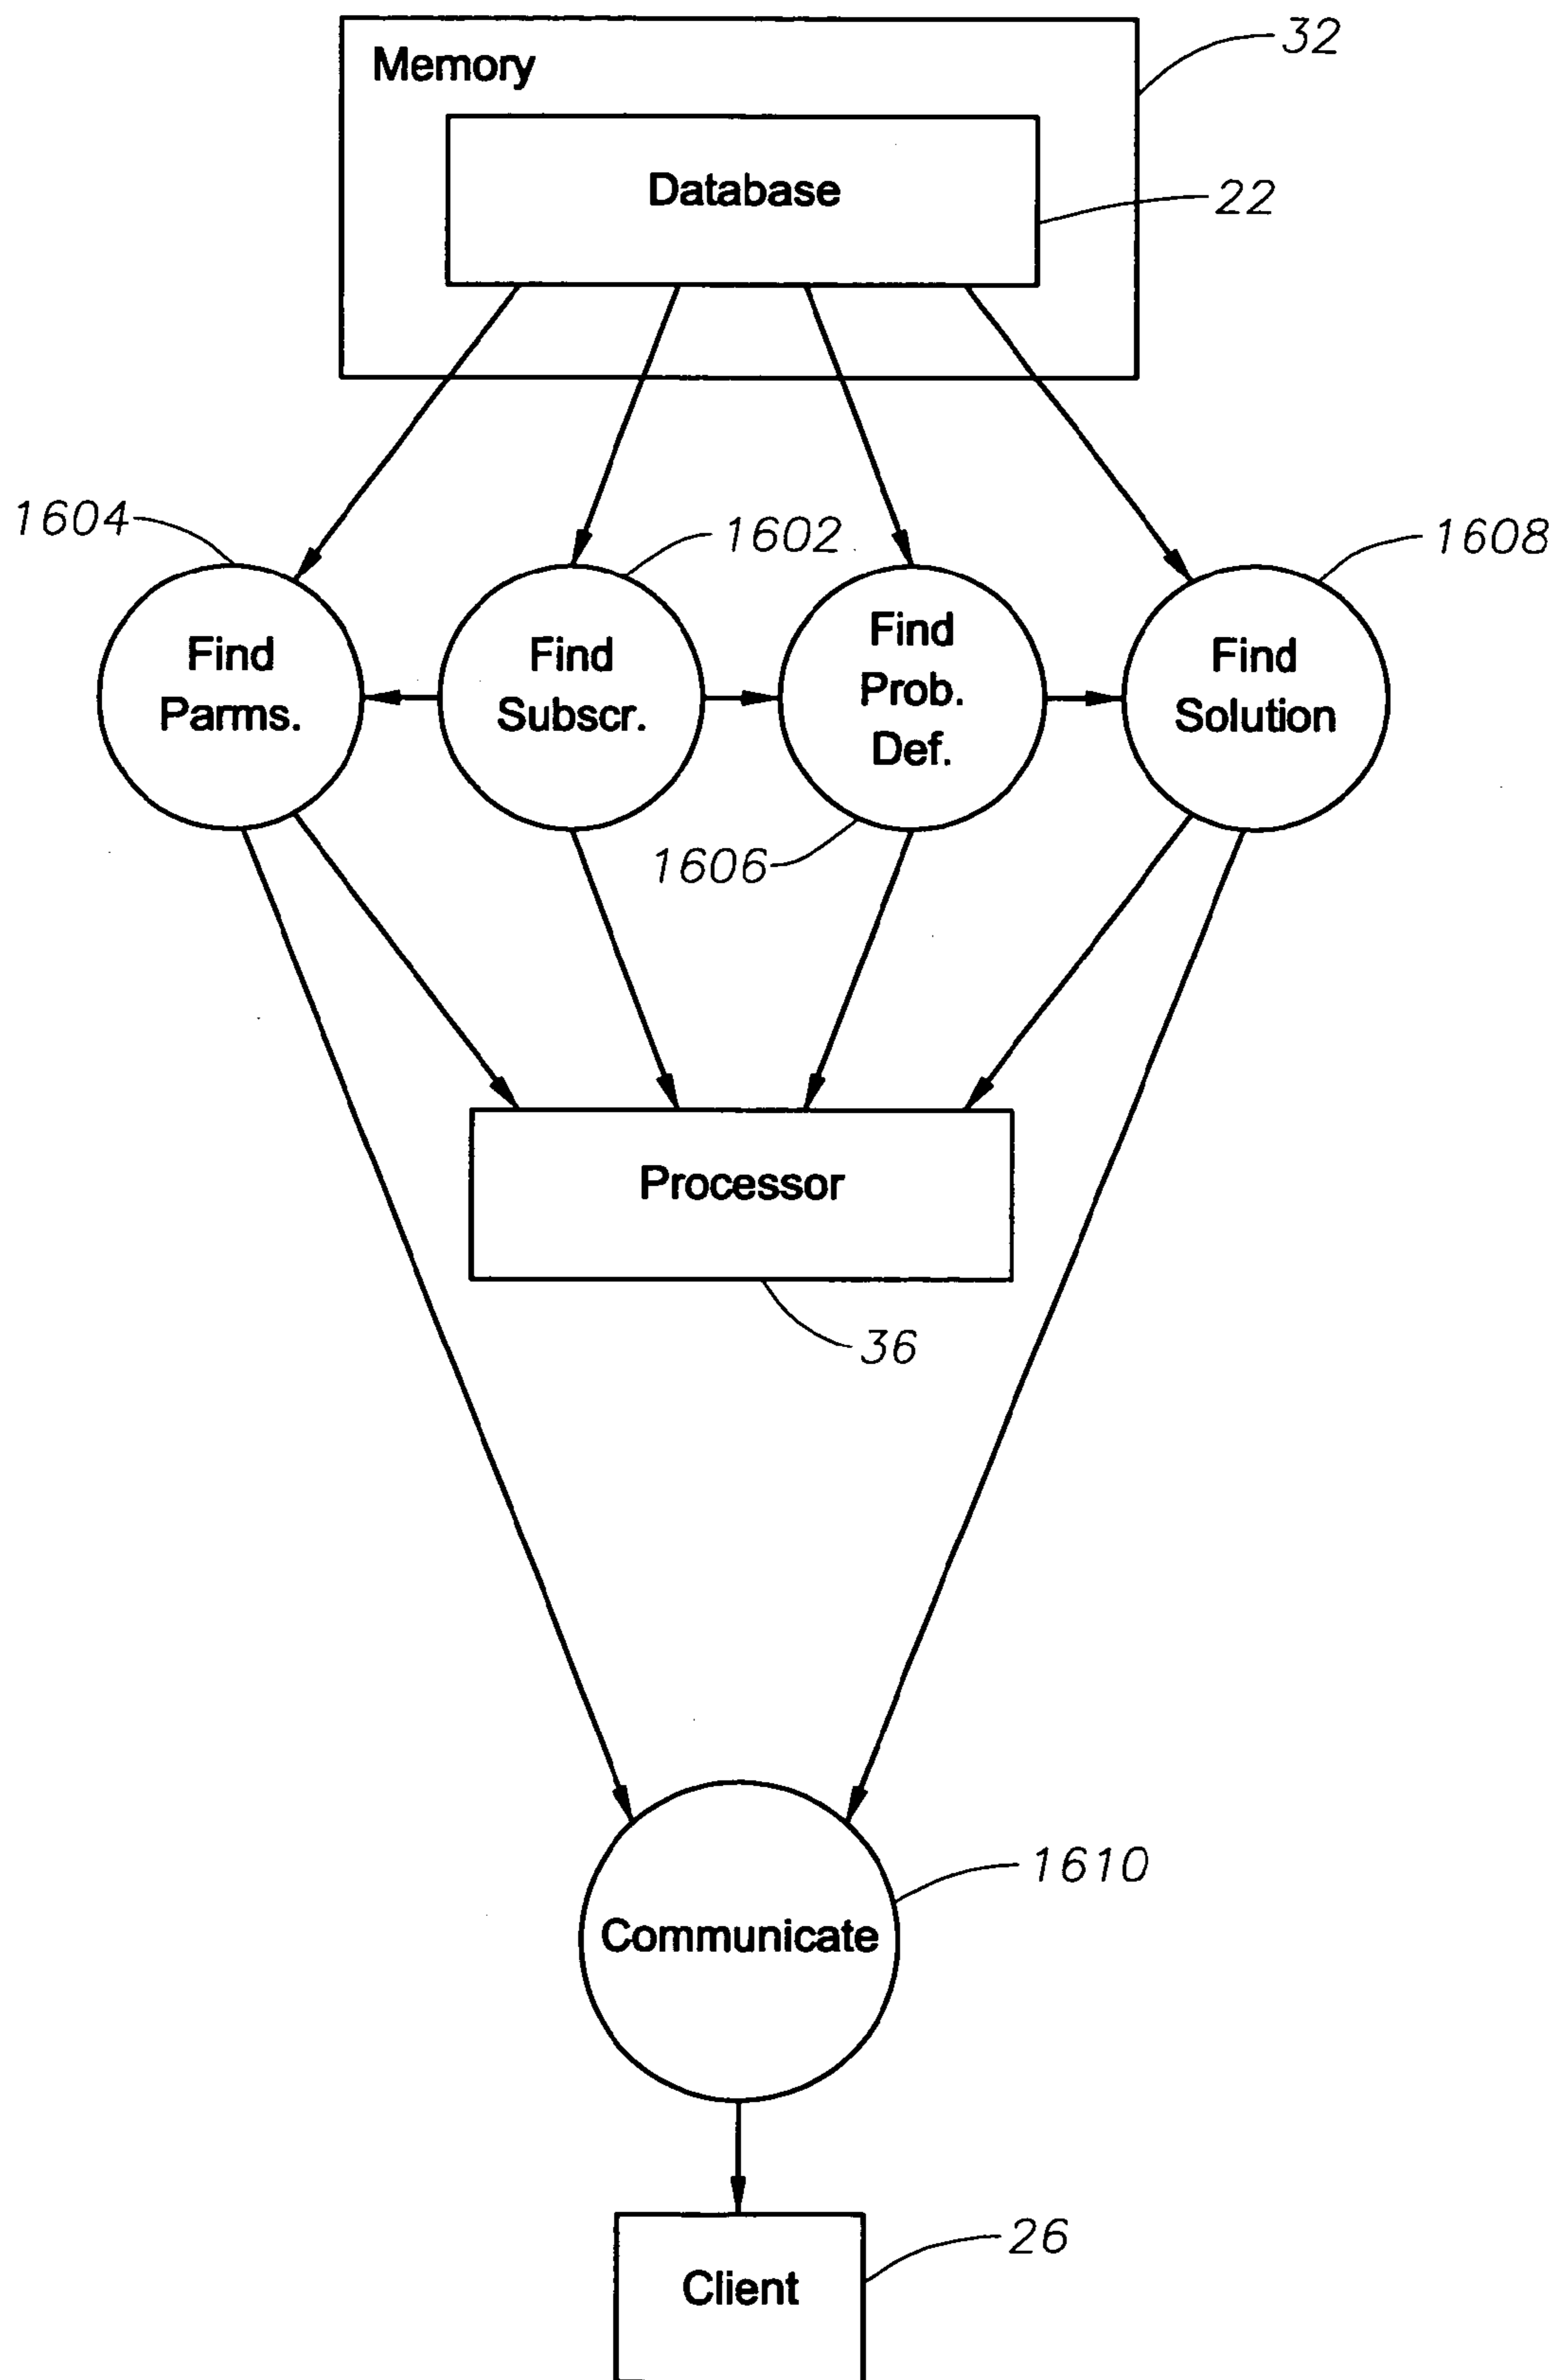 Memory
32
Database
22
1604
1602
1608
Find
Parms.
Find
Subscr.
Find
Prob.
Def.
Find
Solution
1606
Processor
36
1610
Communicate
26
Client